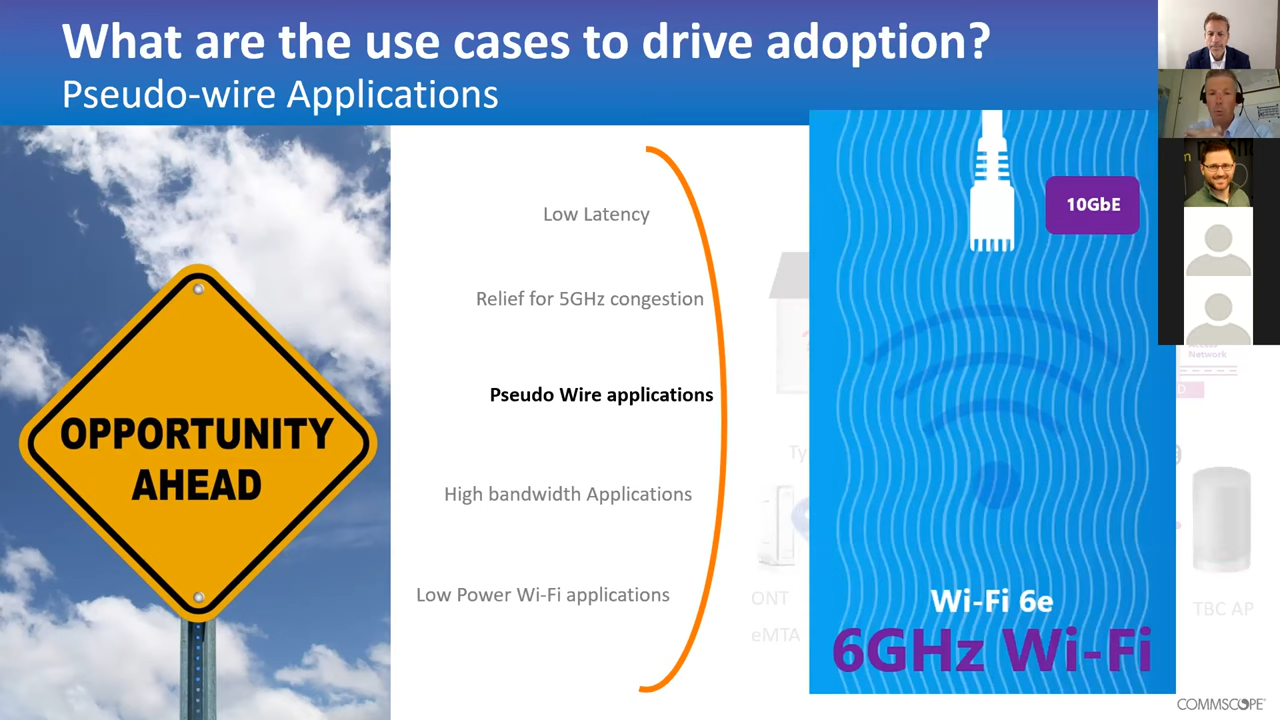 What are the use cases to drive adoption?
Pseudo-wire Applications
OPPORTUNITY
AHEAD
Low Latency
Relief for 5GHz congestion
Pseudo Wire applications
High bandwidth Applications
Low Power Wi-Fi applications
10GbE
Wi-Fi 6e
6GHz Wi-Fi
Network
Ty
ONT
eMTA
TBC AP
COMMSCOPE